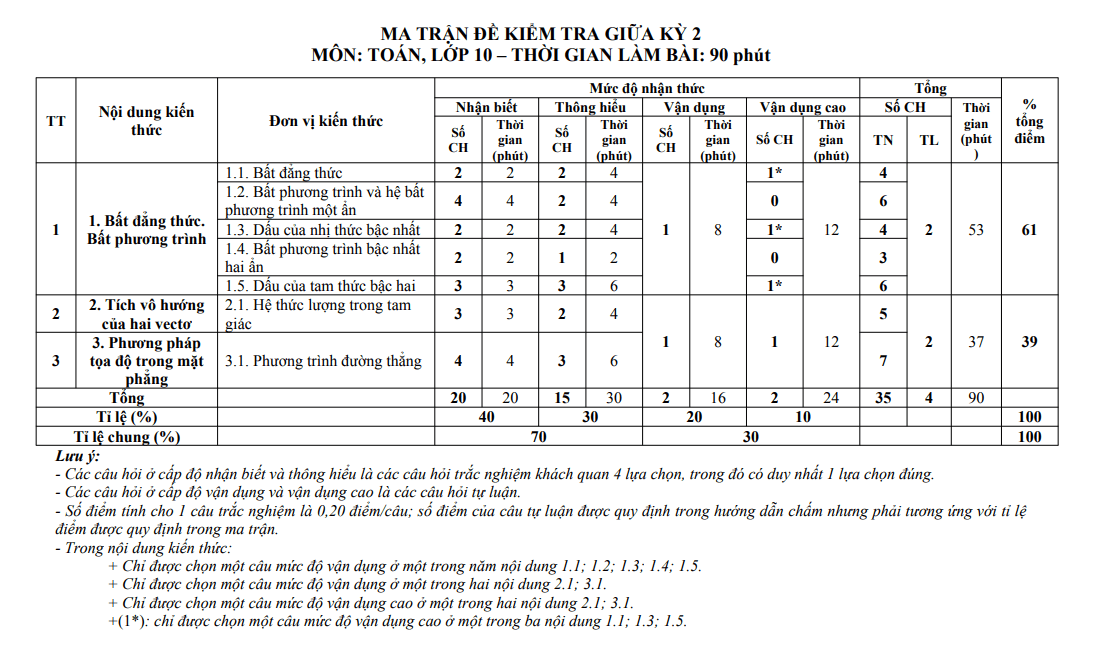 MA TRẬN ĐỀ KIỂM TRA GIỮA KỲ 2
MÔN: TOÁN, LỚP 10 – THỜI GIAN LÀM BÀI: 90 phút
TT Nội dung kiến thức Đơn vị kiến thức Mức độ nhận thức Tổng % tổng điểm
Nhận biết Thông hiểu Vận dụng Vận dụng cao Số CH Thời gian (phút )
Số CH Thời gian (phút) Số CH Thời gian (phút) Số CH Thời gian (phút) Số CH Thời gian (phút) TN TL
1 1. Bất đẳng thức. Bất phương trình 1.1. Bất đẳng thức 2 2 2 4 1 8 1* 12 4 2 53 61
1.2. Bất phương trình và hệ bất phương trình một ẩn 4 4 2 4 0 6
1.3. Dấu của nhị thức bậc nhất 2 2 2 4 1* 4
1.4. Bất phương trình bậc nhất hai ẩn 2 2 1 2 0 3
1.5. Dấu của tam thức bậc hai 3 3 3 6 1* 6
2 2. Tích vô hướng của hai vectơ 2.1. Hệ thức lượng trong tam giác 3 3 2 4 1 8 1 12 5 2 37 39
3 3. Phương pháp tọa độ trong mặt phẳng 3.1. Phương trình đường thẳng 4 4 3 6 7
Tổng 20 20 15 30 2 16 2 24 35 4 90
Tỉ lệ (%) 40 30 20 10 100
Tỉ lệ chung (%) 70 30 100
Lưu ý:
- Các câu hỏi ở cấp độ nhận biết và thông hiểu là các câu hỏi trắc nghiệm khách quan 4 lựa chọn, trong đó có duy nhất 1 lựa chọn đúng.
- Các câu hỏi ở cấp độ vận dụng và vận dụng cao là các câu hỏi tự luận.
- Số điểm tính cho 1 câu trắc nghiệm là 0,20 điểm/câu; số điểm của câu tự luận được quy định trong hướng dẫn chấm nhưng phải tương ứng với tỉ lệ
điểm được quy định trong ma trận.
- Trong nội dung kiến thức:
+ Chỉ được chọn một câu mức độ vận dụng ở một trong năm nội dung 1.1; 1.2; 1.3; 1.4; 1.5.
+ Chỉ được chọn một câu mức độ vận dụng ở một trong hai nội dung 2.1; 3.1.
+ Chỉ được chọn một câu mức độ vận dụng cao ở một trong hai nội dung 2.1; 3.1.
+(1*): chỉ được chọn một câu mức độ vận dụng cao ở một trong ba nội dung 1.1; 1.3; 1.5.